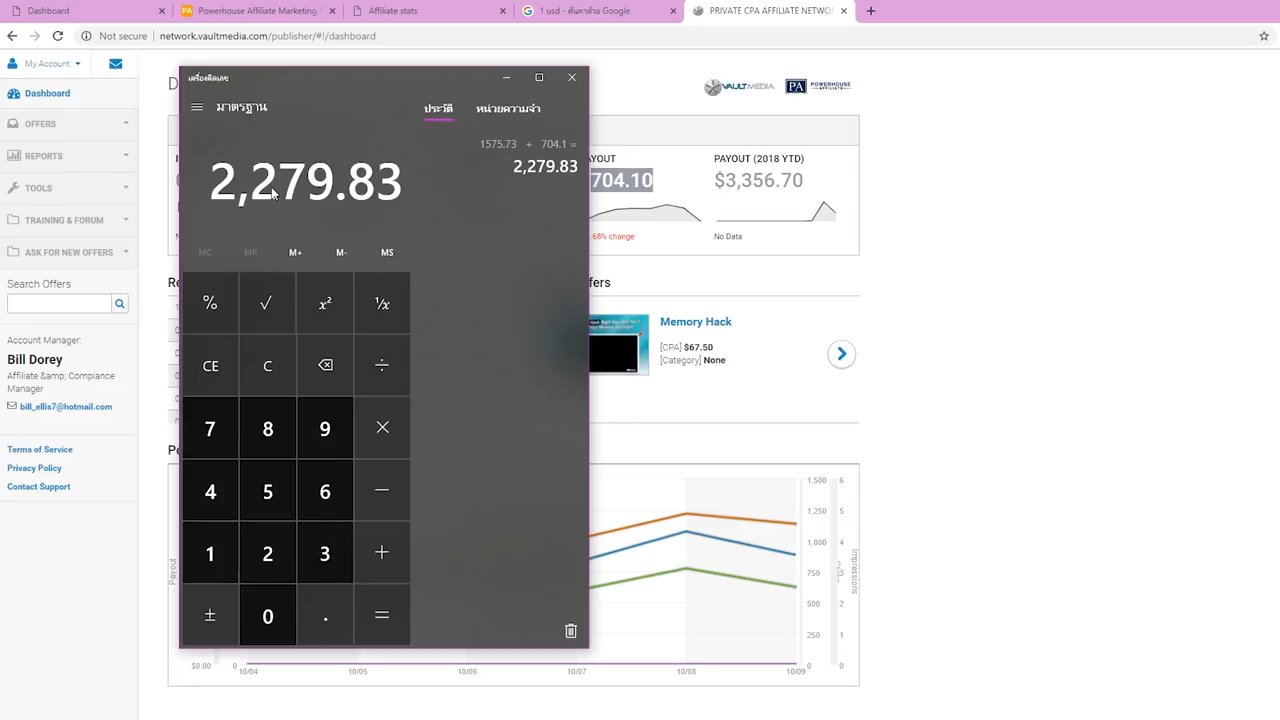 Dashboard
Powerhouse Affiliate Marketing
Affiliate stats
1 usd - ค้นหาด้วย Google
PRIVATE CPA AFFILIATE NETWOR
Not secure
network.vaultmedia.com/publisher/#!/dashboard
My Account
Dashboard
OFFERS
REPORTS
TOOLS
TRAINING & FORUM
ASK FOR NEW OFFERS
Search Offers
Account Manager:
Bill Dorey
Affiliate &amp; Compliance
Manager
bill_ellis7@hotmail.com
Terms of Service
Privacy Policy
Contact Support
เครื่องคิดเลข
มาตรฐาน
ประวัติ
หน่วยความจำ
1575.73 + 704.1 =
2,279.83
2,279.83
MC MR M+ M- MS
% √ x² ¹/x
CE C ⌫ ÷
7 8 9 ×
4 5 6 −
1 2 3 +
± 0 . =
D
VAULTMEDIA
PA POWERHOUSE
AFFILIATE
AYOUT
704.10
.68% change
PAYOUT (2018 YTD)
$3,356.70
No Data
Re
ffers
Memory Hack
[CPA] $67.50
[Category] None
Pe
Payout
$0.00
0
10/04 10/05 10/06 10/07 10/08 10/09
1,500
1,250
1,000
750
500
250
0
6
5
4
2
1
0
Impressions